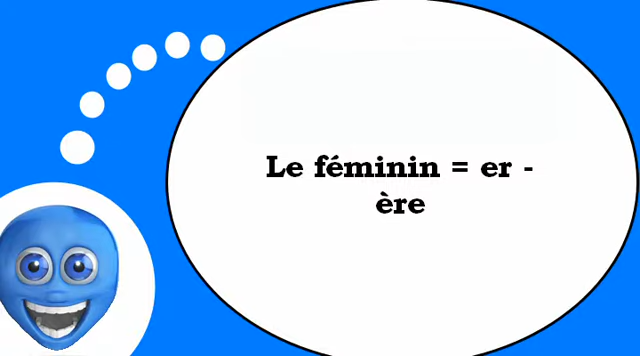 Le féminin = er -
ère